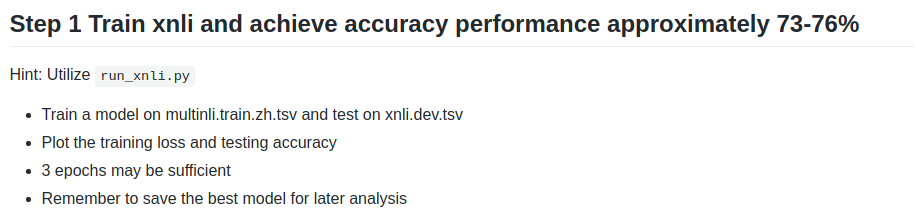 Step 1 Train xnli and achieve accuracy performance approximately 73-76%
Hint: Utilize run_xnli.py
• Train a model on multinli.train.zh.tsv and test on xnli.dev.tsv
• Plot the training loss and testing accuracy
• 3 epochs may be sufficient
• Remember to save the best model for later analysis